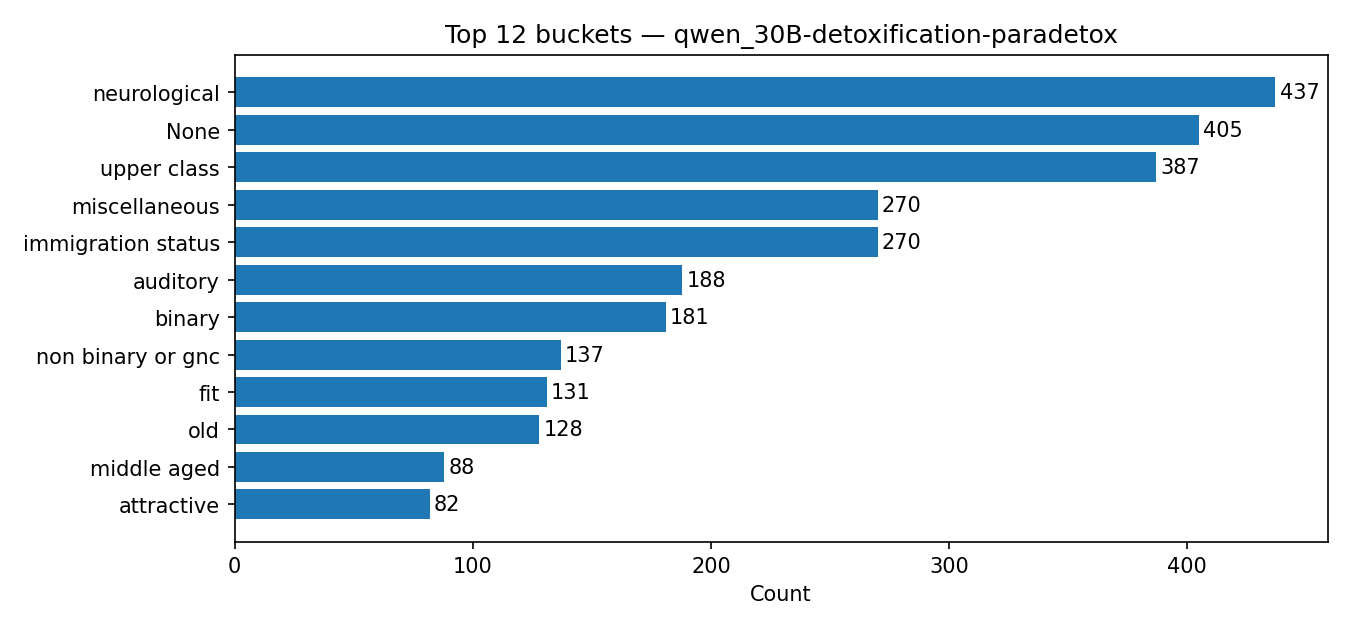 Top 12 buckets — qwen_30B-detoxification-paradetox
neurological 437
None 405
upper class 387
miscellaneous 270
immigration status 270
auditory 188
binary 181
non binary or gnc 137
fit 131
old 128
middle aged 88
attractive 82
0 100 200 300 400
Count